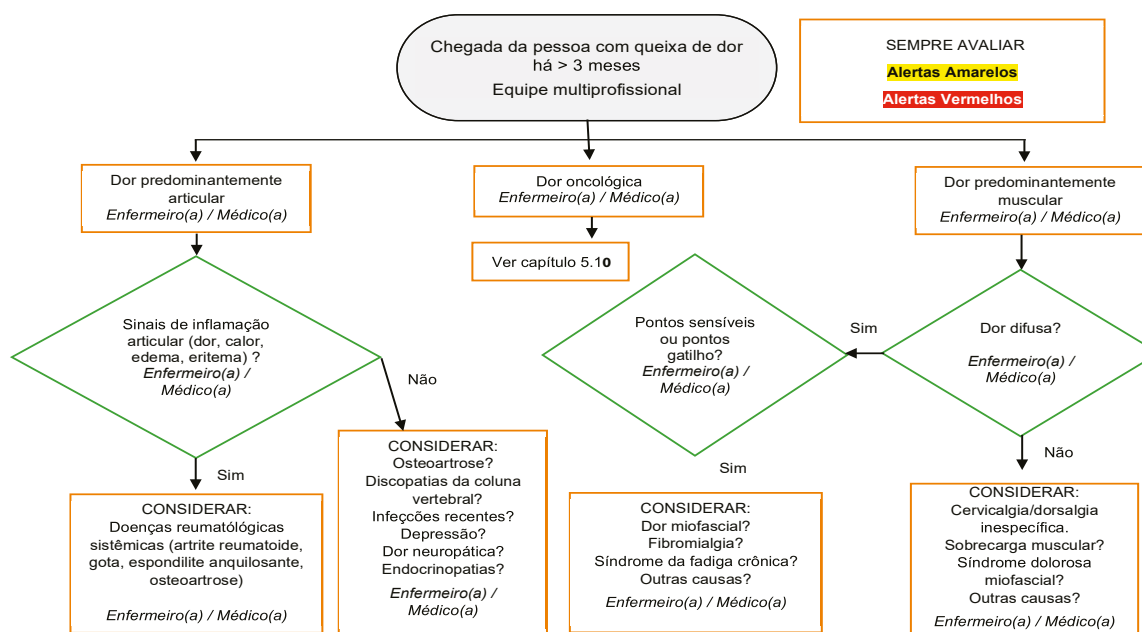 Chegada da pessoa com queixa de dor
há > 3 meses
Equipe multiprofissional
SEMPRE AVALIAR
Alertas Amarelos
Alertas Vermelhos
Dor predominantemente
articular
Enfermeiro(a) / Médico(a)
Dor oncológica
Enfermeiro(a) / Médico(a)
Dor predominantemente
muscular
Enfermeiro(a) / Médico(a)
Ver capítulo 5.10
Sinais de inflamação
articular (dor, calor,
edema, eritema) ?
Enfermeiro(a) /
Médico(a)
Não
Pontos sensíveis
ou pontos
gatilho?
Enfermeiro(a) /
Médico(a)
Sim
Dor difusa?
Enfermeiro(a) /
Médico(a)
Sim
Sim
Não
CONSIDERAR:
Doenças reumatólógicas
sistêmicas (artrite reumatoide,
gota, espondilite anquilosante,
osteoartrose)
Enfermeiro(a) / Médico(a)
CONSIDERAR:
Osteoartrose?
Discopatias da coluna
vertebral?
Infeçcões recentes?
Depressão?
Dor neuropática?
Endocrinopatias?
Enfermeiro(a) /
Médico(a)
CONSIDERAR:
Dor miofascial?
Fibromialgia?
Síndrome da fadiga crônica?
Outras causas?
Enfermeiro(a) / Médico(a)
CONSIDERAR:
Cervicalgia/dorsalgia
inespecífica.
Sobrecarga muscular?
Síndrome dolorosa
miofascial?
Outras causas?
Enfermeiro(a) / Médico(a)